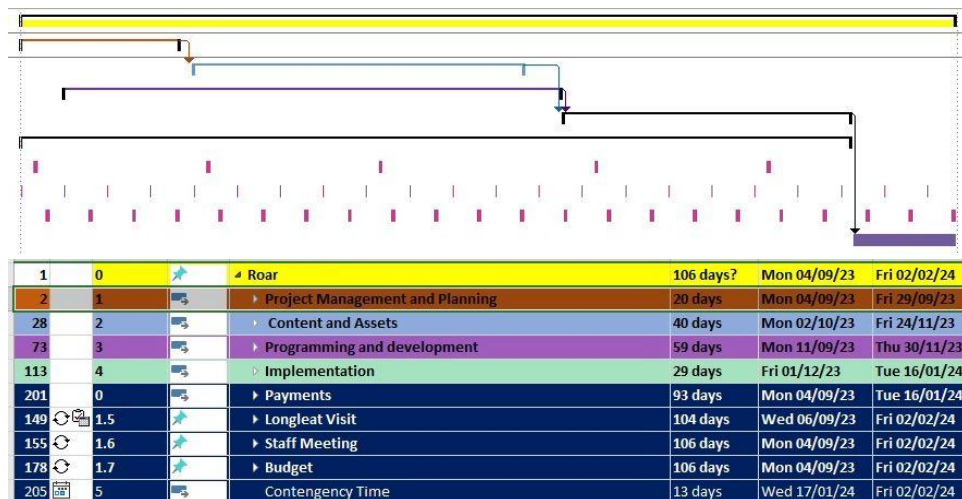 1 0 Roar 106 days? Mon 04/09/23 Fri 02/02/24
2 1 Project Management and Planning 20 days Mon 04/09/23 Fri 29/09/23
28 2 Content and Assets 40 days Mon 02/10/23 Fri 24/11/23
73 3 Programming and development 59 days Mon 11/09/23 Thu 30/11/23
113 4 Implementation 29 days Fri 01/12/23 Tue 16/01/24
201 0 Payments 93 days Mon 04/09/23 Tue 16/01/24
149 1.5 Longleat Visit 104 days Wed 06/09/23 Fri 02/02/24
155 1.6 Staff Meeting 106 days Mon 04/09/23 Fri 02/02/24
178 1.7 Budget 106 days Mon 04/09/23 Fri 02/02/24
205 5 Contengency Time 13 days Wed 17/01/24 Fri 02/02/24